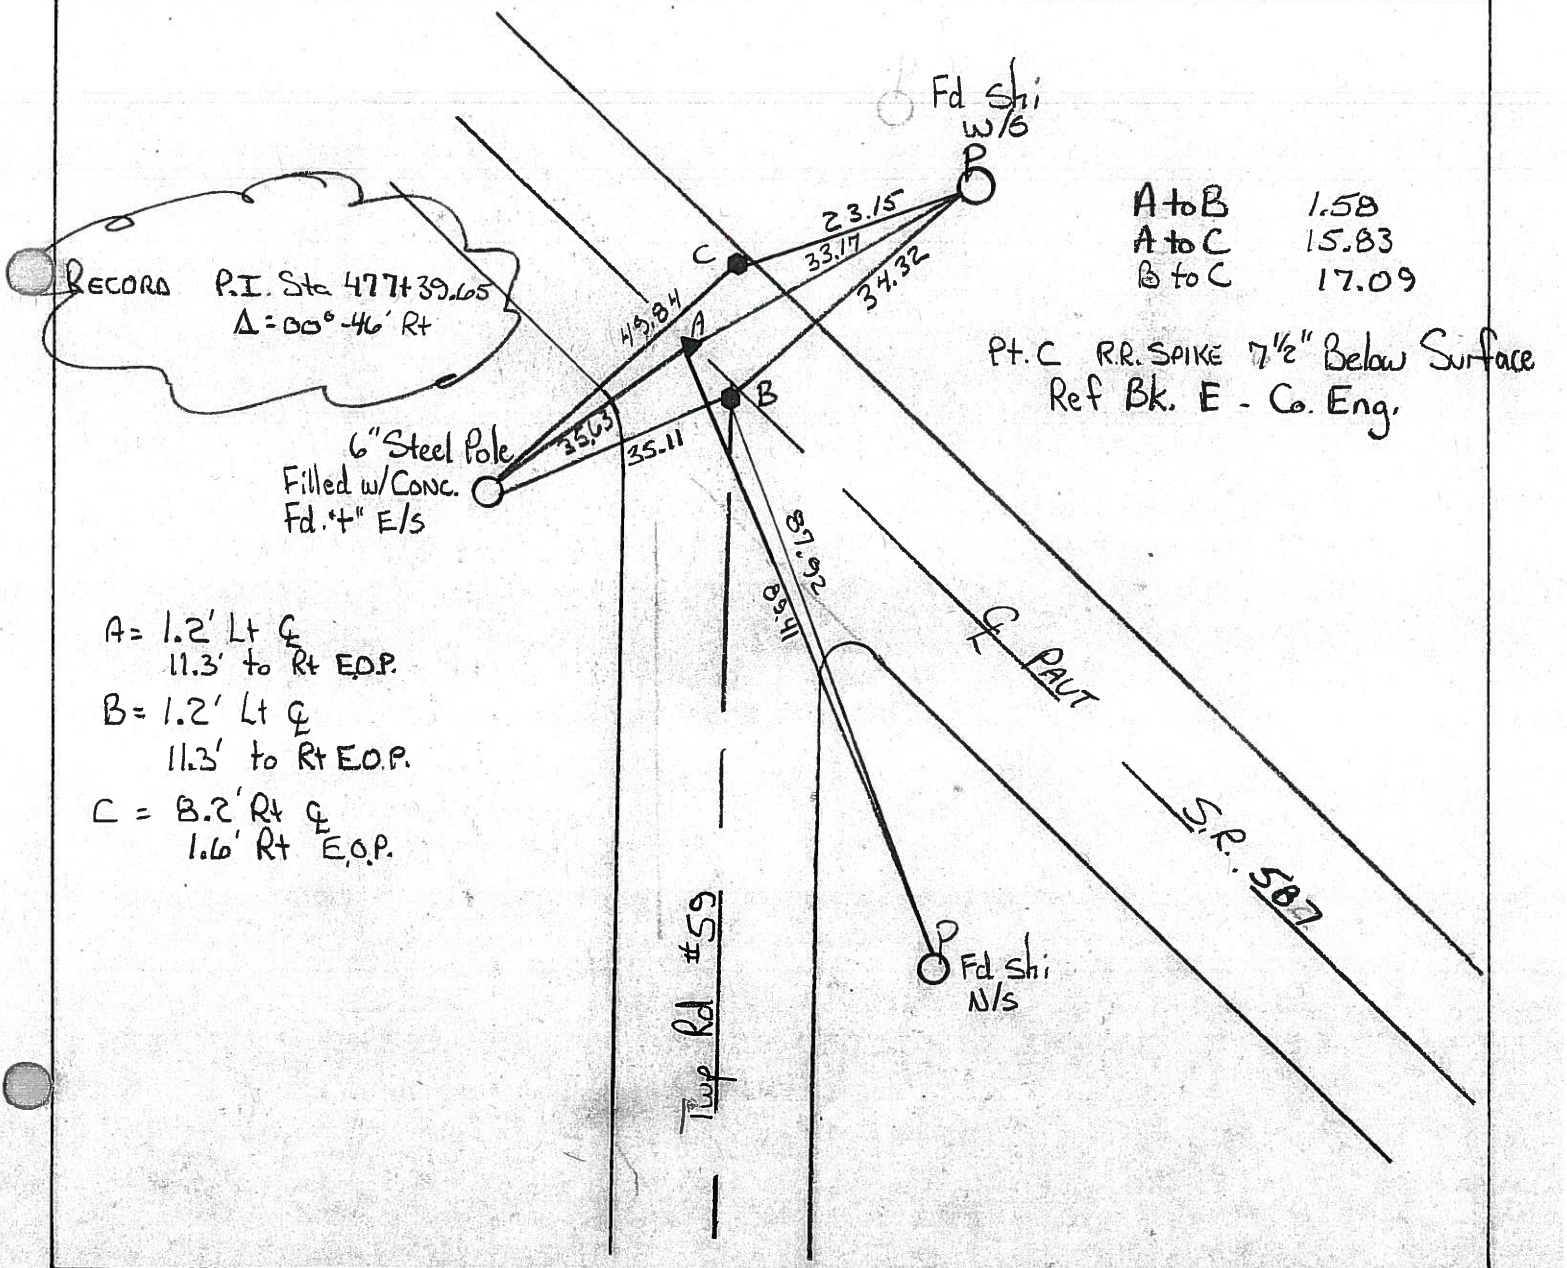 Fd Shi
W/S
P
A to B 1.58
A to C 15.83
B to C 17.09
RECORD P.I. Sta 477+39.65
Δ=00°-46' Rt
C
23.15
33.17
34.32
49.84
A
B
Pt. C R.R. SPIKE 7 1/2" Below Surface
Ref Bk. E - Co. Eng.
6" Steel Pole
Filled w/Conc.
Fd. "+" E/S
35.63
35.11
87.92
89.41
A = 1.2' Lt ℄
11.3' to Rt E.O.P.
B = 1.2' Lt ℄
11.3' to Rt E.O.P.
C = 8.2' Rt ℄
1.6' Rt E.O.P.
℄ PAVT
S.R. 587
Twp Rd #59
P
Fd Shi
N/S